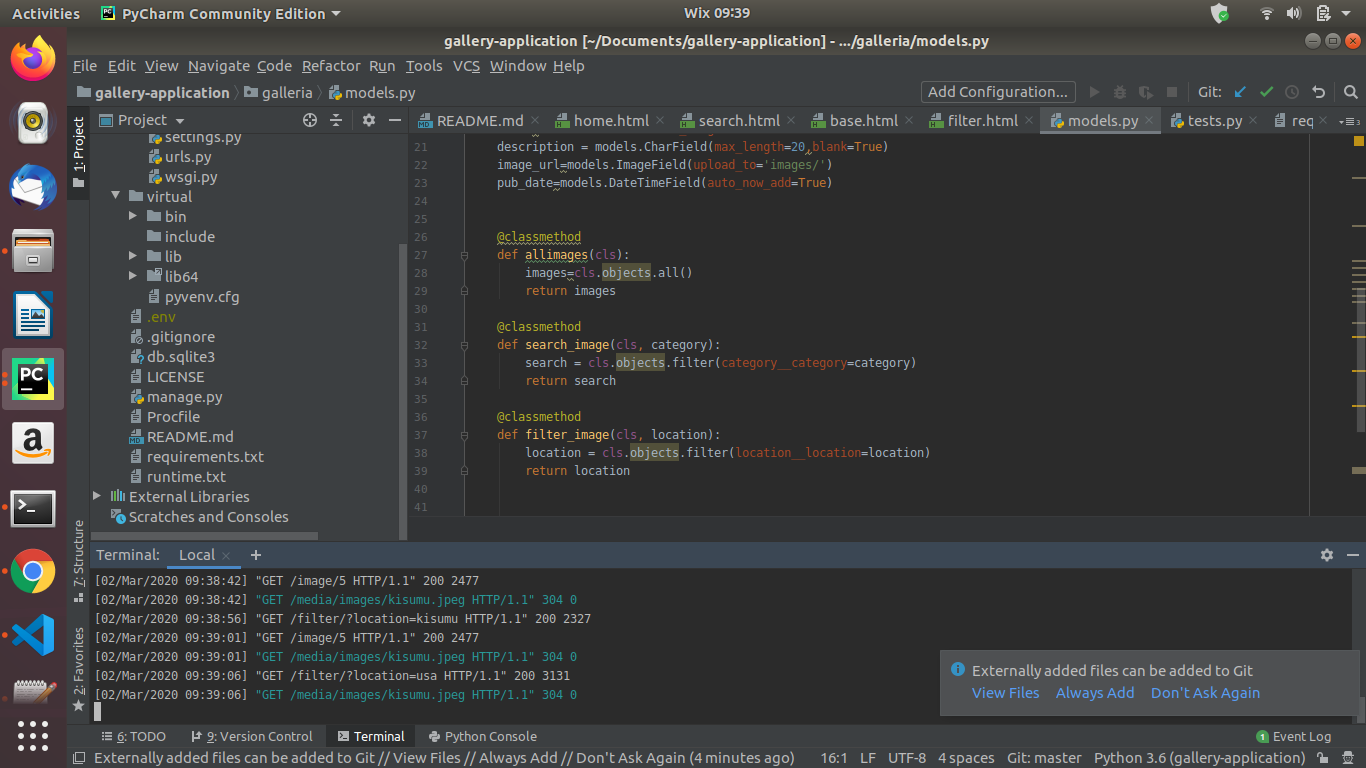 Activities PyCharm Community Edition Wix 09:39
gallery-application [~/Documents/gallery-application] - .../galleria/models.py
File Edit View Navigate Code Refactor Run Tools VCS Window Help
gallery-application galleria models.py Add Configuration... Git:
1: Project
Project
README.md home.html search.html base.html filter.html models.py tests.py req
settings.py
urls.py
wsgi.py
virtual
bin
include
lib
lib64
pyvenv.cfg
.env
.gitignore
db.sqlite3
LICENSE
manage.py
Procfile
README.md
requirements.txt
runtime.txt
External Libraries
Scratches and Consoles
21 description = models.CharField(max_length=20,blank=True)
22 image_url=models.ImageField(upload_to='images/')
23 pub_date=models.DateTimeField(auto_now_add=True)
24
25
26 @classmethod
27 def allimages(cls):
28 images=cls.objects.all()
29 return images
30
31 @classmethod
32 def search_image(cls, category):
33 search = cls.objects.filter(category__category=category)
34 return search
35
36 @classmethod
37 def filter_image(cls, location):
38 location = cls.objects.filter(location__location=location)
39 return location
40
41
7: Structure
2: Favorites
Terminal: Local +
[02/Mar/2020 09:38:42] "GET /image/5 HTTP/1.1" 200 2477
[02/Mar/2020 09:38:42] "GET /media/images/kisumu.jpeg HTTP/1.1" 304 0
[02/Mar/2020 09:38:56] "GET /filter/?location=kisumu HTTP/1.1" 200 2327
[02/Mar/2020 09:39:01] "GET /image/5 HTTP/1.1" 200 2477
[02/Mar/2020 09:39:01] "GET /media/images/kisumu.jpeg HTTP/1.1" 304 0
[02/Mar/2020 09:39:06] "GET /filter/?location=usa HTTP/1.1" 200 3131
[02/Mar/2020 09:39:06] "GET /media/images/kisumu.jpeg HTTP/1.1" 304 0
Externally added files can be added to Git
View Files Always Add Don't Ask Again
6: TODO 9: Version Control Terminal Python Console 1 Event Log
Externally added files can be added to Git // View Files // Always Add // Don't Ask Again (4 minutes ago) 16:1 LF UTF-8 4 spaces Git: master Python 3.6 (gallery-application)